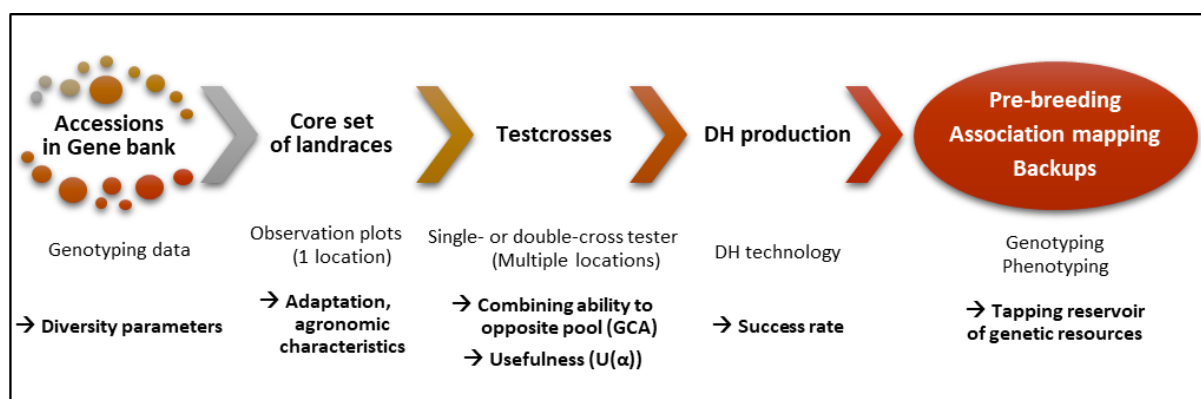 Accessions
in Gene bank
Core set
of landraces
Testcrosses
DH production
Pre-breeding
Association mapping
Backups
Genotyping data
Observation plots
(1 location)
Single- or double-cross tester
(Multiple locations)
DH technology
Genotyping
Phenotyping
→ Diversity parameters
→ Adaptation,
agronomic
characteristics
→ Combining ability to
opposite pool (GCA)
→ Usefulness (U(α))
→ Success rate
→ Tapping reservoir
of genetic resources